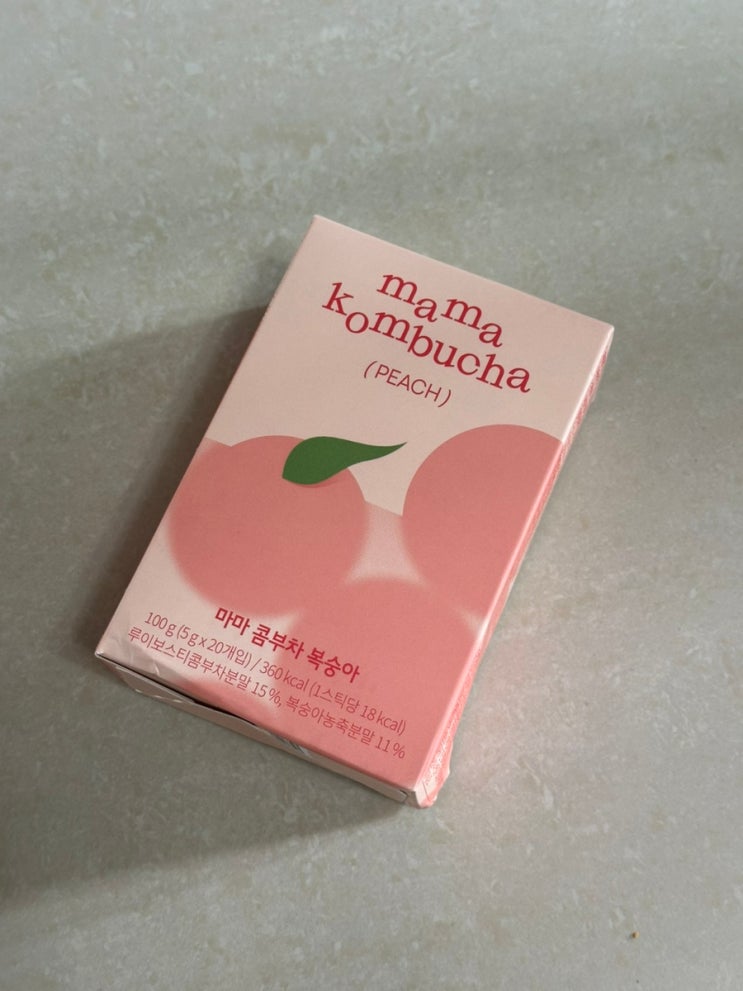 mama
kombucha
(PEACH)
마마 콤부차 복숭아
100g (5g x 20개입) / 360 kcal (1스틱당 18 kcal)
루이보스티콤부차분말 15%, 복숭아농축분말 11%